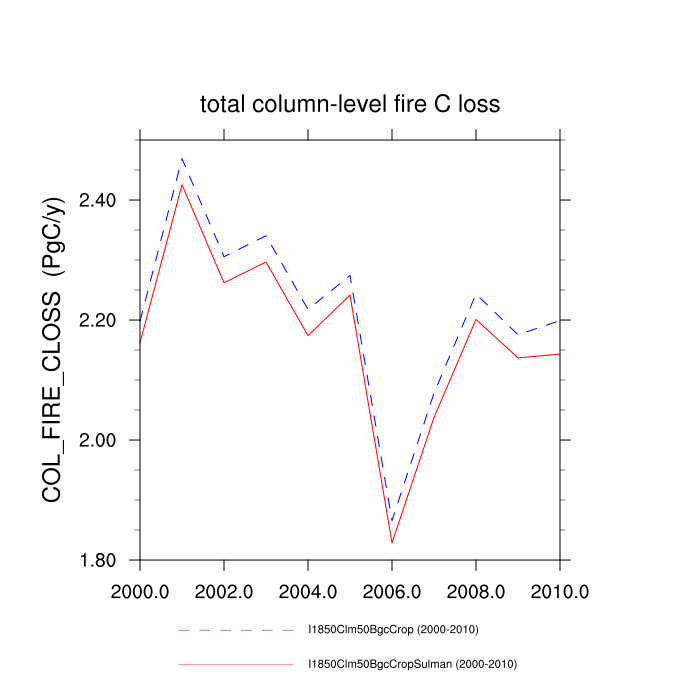 total column-level fire C loss
COL_FIRE_CLOSS (PgC/y)
2.40
2.20
2.00
1.80
2000.0 2002.0 2004.0 2006.0 2008.0 2010.0
I1850Clm50BgcCrop (2000-2010)
I1850Clm50BgcCropSulman (2000-2010)